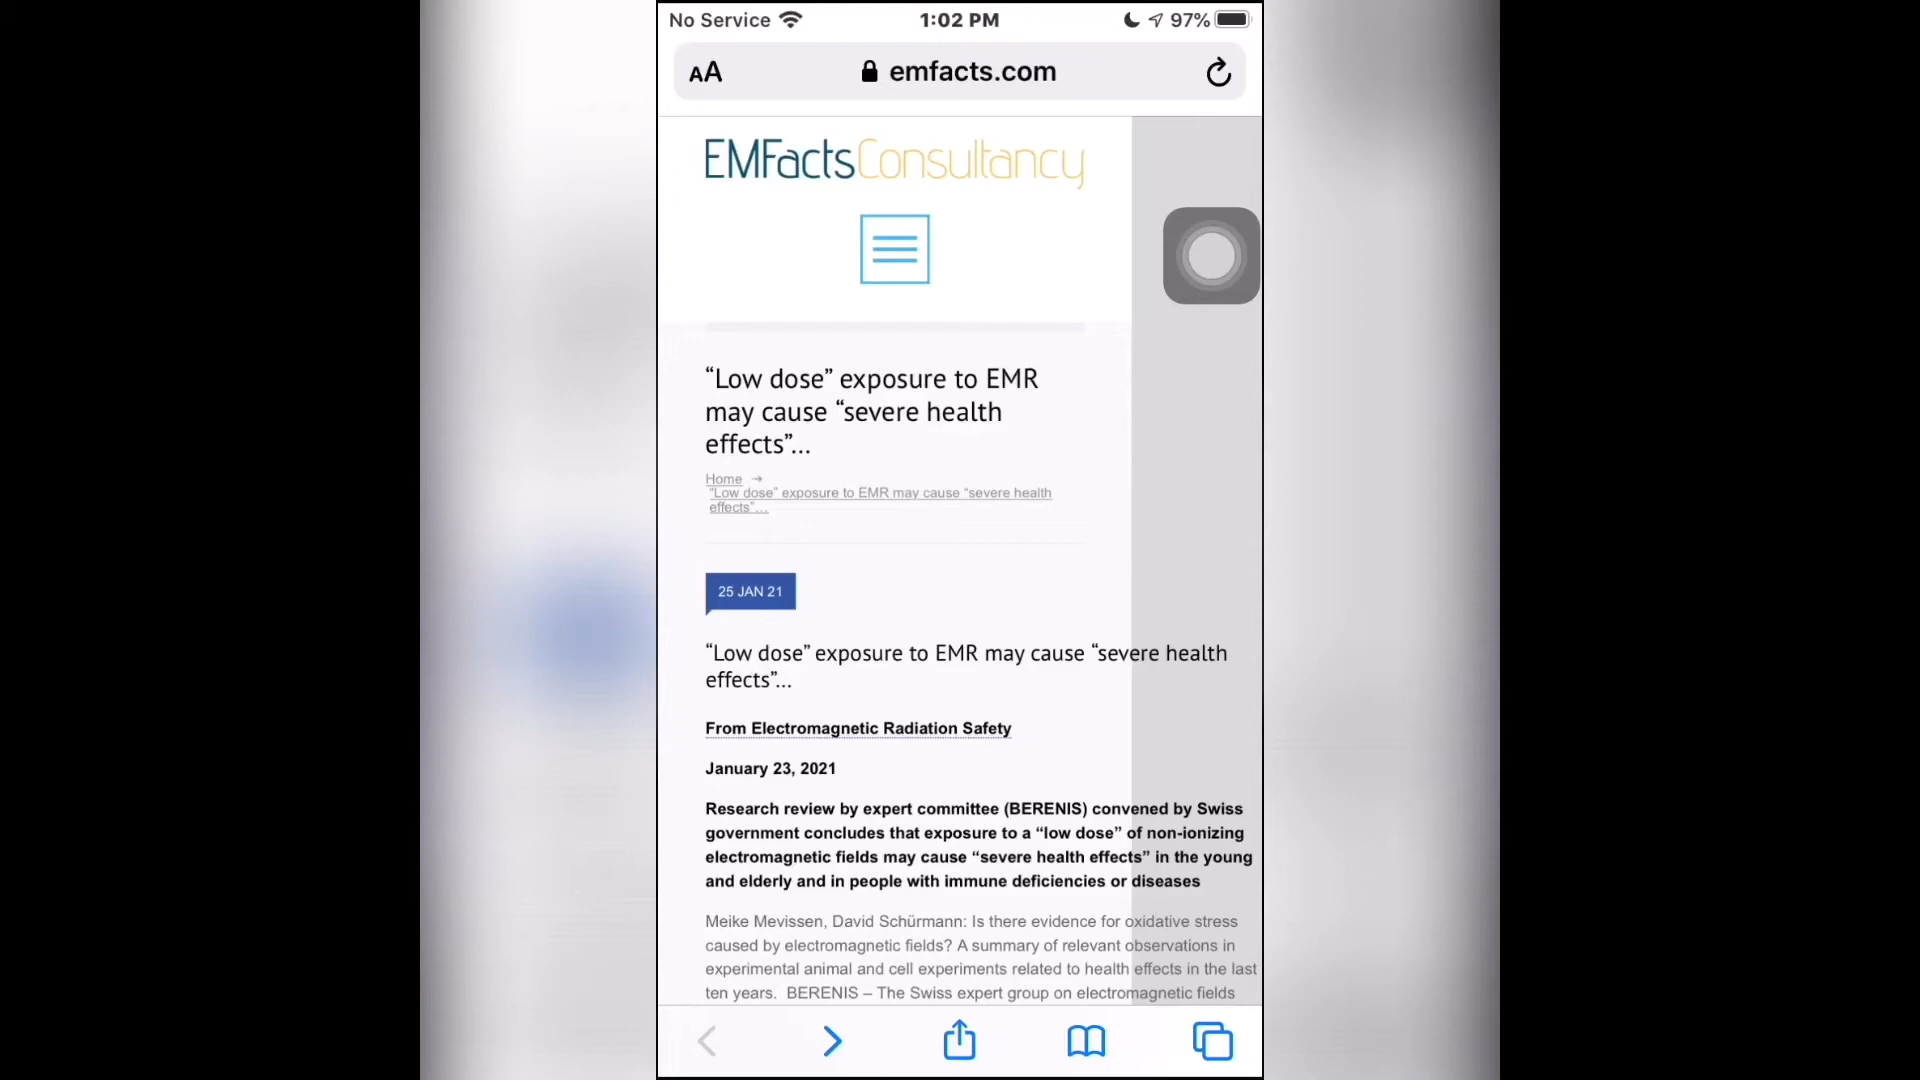 No Service
1:02 PM
97%
AA
emfacts.com
EMFactsConsultancy
“Low dose” exposure to EMR
may cause “severe health
effects”...
Home →
“Low dose” exposure to EMR may cause “severe health
effects”...
25 JAN 21
“Low dose” exposure to EMR may cause “severe health
effects”...
From Electromagnetic Radiation Safety
January 23, 2021
Research review by expert committee (BERENIS) convened by Swiss
government concludes that exposure to a “low dose” of non-ionizing
electromagnetic fields may cause “severe health effects” in the young
and elderly and in people with immune deficiencies or diseases
Meike Mevissen, David Schürmann: Is there evidence for oxidative stress
caused by electromagnetic fields? A summary of relevant observations in
experimental animal and cell experiments related to health effects in the last
ten years. BERENIS – The Swiss expert group on electromagnetic fields